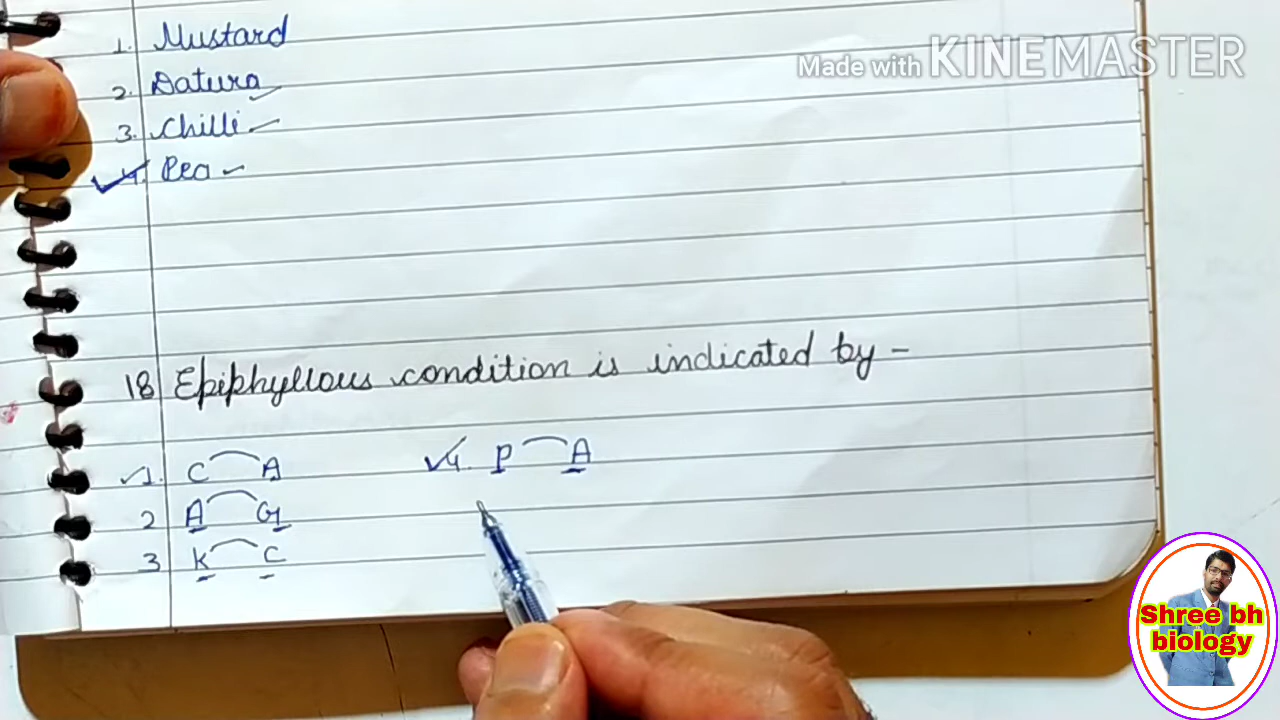 1. Mustard
Made with KINEMASTER
2. Datura
3. Chilli
4. Pea
18 Epiphyllous condition is indicated by -
1. C A
4. P A
2 A G
3 K C
Shree bh
biology